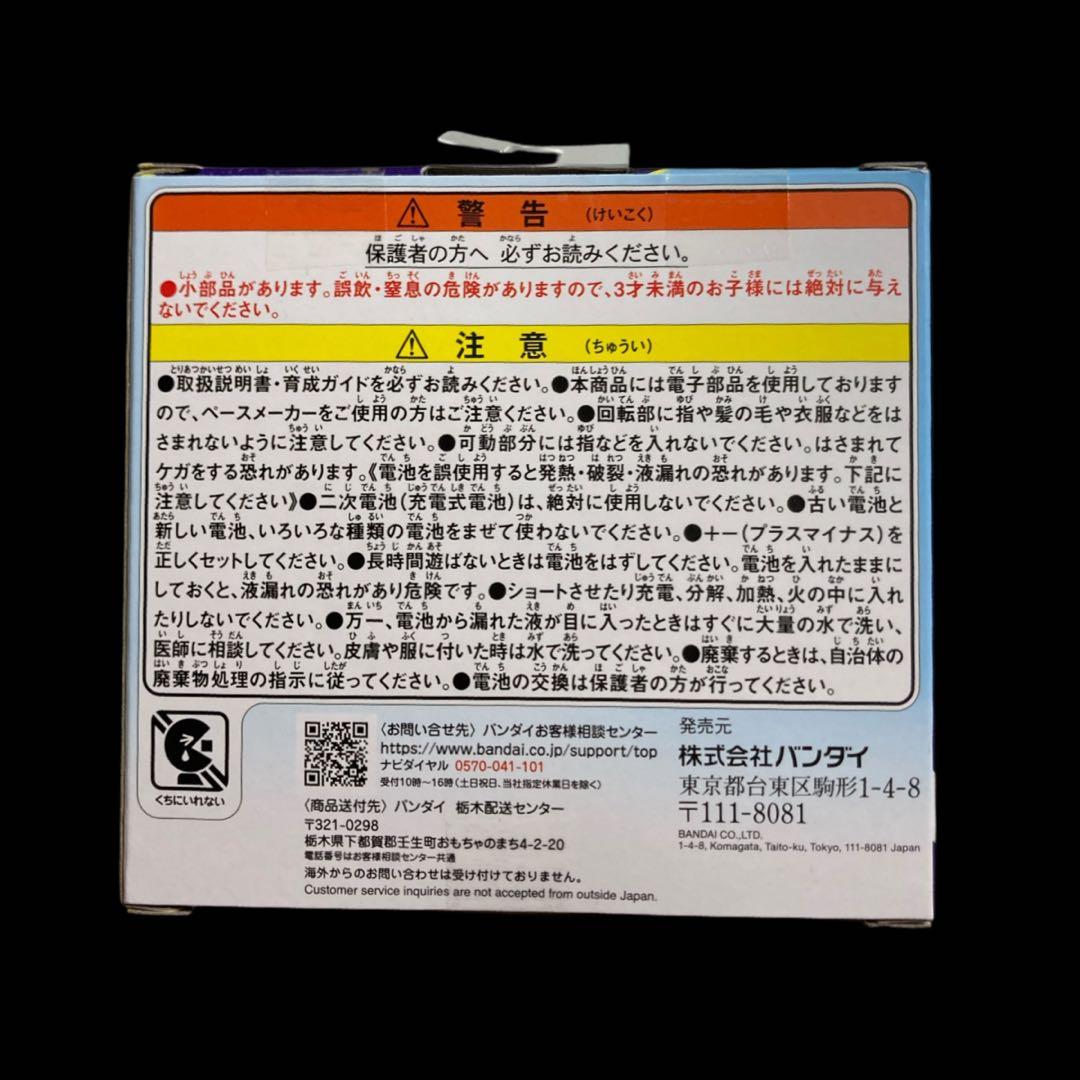 警告 (けいこく)
保護者の方へ 必ずお読みください。
●小部品があります。誤飲・窒息の危険がありますので、3才未満のお子様には絶対に与え
ないでください。
注意 (ちゅうい)
●取扱説明書・育成ガイドを必ずお読みください。●本商品には電子部品を使用しております
ので、ペースメーカーをご使用の方はご注意ください。●回転部に指や髪の毛や衣服などをは
さまれないように注意してください。●可動部分には指などを入れないでください。はさまれて
ケガをする恐れがあります。《電池を誤使用すると発熱・破裂・液漏れの恐れがあります。下記に
注意してください》●二次電池(充電式電池)は、絶対に使用しないでください。●古い電池と
新しい電池、いろいろな種類の電池をまぜて使わないでください。●＋−(プラスマイナス)を
正しくセットしてください。●長時間遊ばないときは電池をはずしてください。電池を入れたままに
しておくと、液漏れの恐れがあり危険です。●ショートさせたり充電、分解、加熱、火の中に入れ
たりしないでください。●万一、電池から漏れた液が目に入ったときはすぐに大量の水で洗い、
医師に相談してください。皮膚や服に付いた時は水で洗ってください。●廃棄するときは、自治体の
廃棄物処理の指示に従ってください。●電池の交換は保護者の方が行ってください。
くちにいれない
〈お問い合せ先〉バンダイお客様相談センター
https://www.bandai.co.jp/support/top
ナビダイヤル 0570-041-101
受付10時〜16時(土日祝日、当社指定休業日を除く)
〈商品送付先〉バンダイ 栃木配送センター
〒321-0298
栃木県下都賀郡壬生町おもちゃのまち4-2-20
電話番号はお客様相談センター共通
海外からのお問い合わせは受け付けておりません。
Customer service inquiries are not accepted from outside Japan.
発売元
株式会社バンダイ
東京都台東区駒形1-4-8
〒111-8081
BANDAI CO.,LTD.
1-4-8, Komagata, Taito-ku, Tokyo, 111-8081 Japan